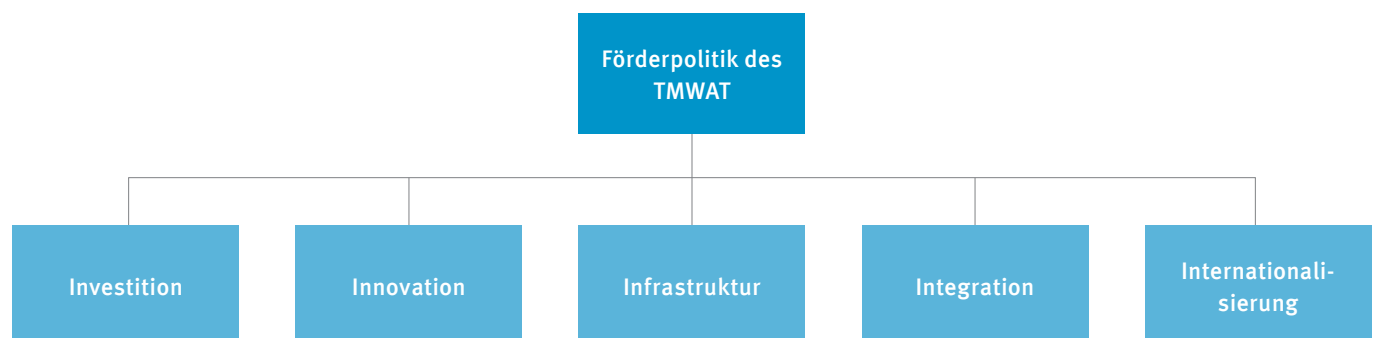 Förderpolitik des
TMWAT
Investition
Innovation
Infrastruktur
Integration
Internationali-
sierung